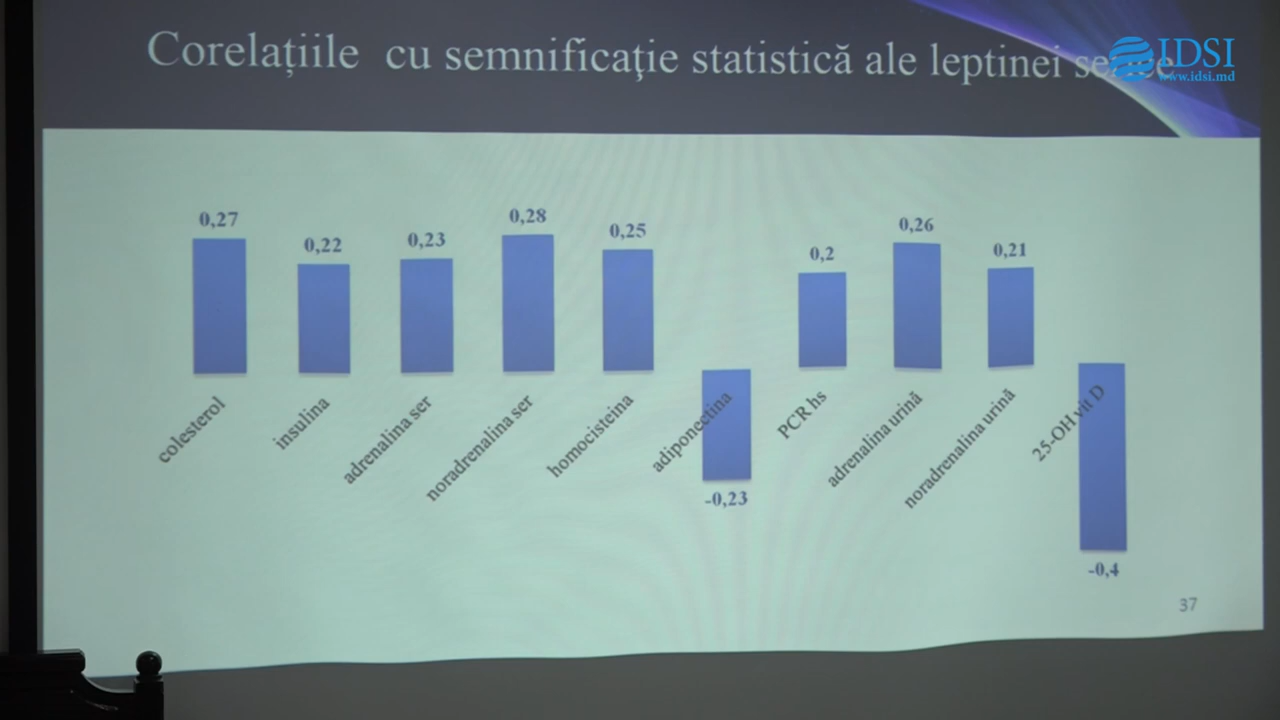 Corelațiile cu semnificaţie statistică ale leptinei
IDSI
www.idsi.md
0,27
0,22
0,23
0,28
0,25
-0,23
0,2
0,26
0,21
-0,4
colesterol
insulina
adrenalina ser
noradrenalina ser
homocisteina
adiponectina
PCR hs
adrenalina urină
noradrenalina urină
25-OH vit D
37